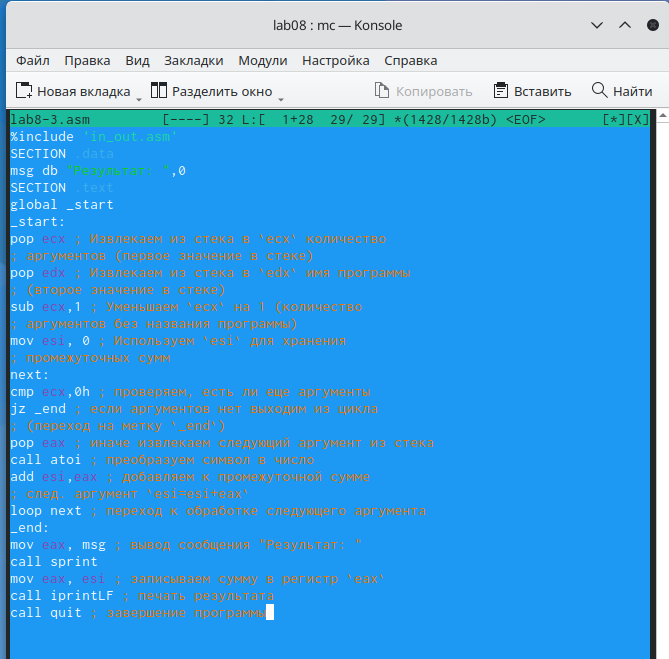 lab08 : mc — Konsole
Файл Правка Вид Закладки Модули Настройка Справка
Новая вкладка Разделить окно Копировать Вставить Найти
lab8-3.asm [----] 32 L:[ 1+28 29/ 29] *(1428/1428b) <EOF> [*][X]
%include 'in_out.asm'
SECTION .data
msg db "Результат: ",0
SECTION .text
global _start
_start:
pop ecx ; Извлекаем из стека в `ecx` количество
; аргументов (первое значение в стеке)
pop edx ; Извлекаем из стека в `edx` имя программы
; (второе значение в стеке)
sub ecx,1 ; Уменьшаем `ecx` на 1 (количество
; аргументов без названия программы)
mov esi, 0 ; Используем `esi` для хранения
; промежуточных сумм
next:
cmp ecx,0h ; проверяем, есть ли еще аргументы
jz _end ; если аргументов нет выходим из цикла
; (переход на метку `_end`)
pop eax ; иначе извлекаем следующий аргумент из стека
call atoi ; преобразуем символ в число
add esi,eax ; добавляем к промежуточной сумме
; след. аргумент `esi=esi+eax`
loop next ; переход к обработке следующего аргумента
_end:
mov eax, msg ; вывод сообщения "Результат: "
call sprint
mov eax, esi ; записываем сумму в регистр `eax`
call iprintLF ; печать результата
call quit ; завершение программы